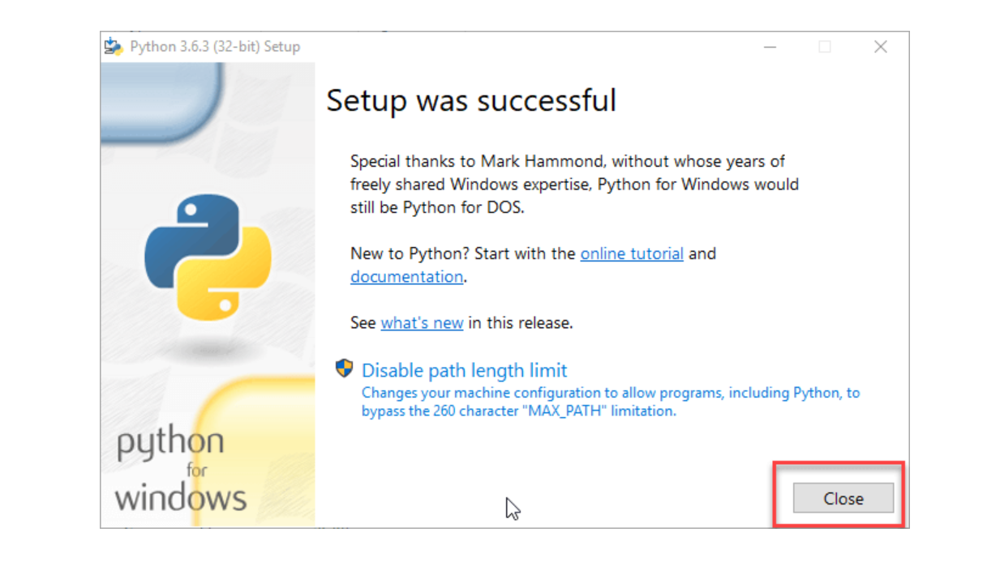 Python 3.6.3 (32-bit) Setup
Setup was successful
Special thanks to Mark Hammond, without whose years of
freely shared Windows expertise, Python for Windows would
still be Python for DOS.
New to Python? Start with the online tutorial and
documentation.
See what's new in this release.
Disable path length limit
Changes your machine configuration to allow programs, including Python, to
bypass the 260 character "MAX_PATH" limitation.
python
for
windows
Close